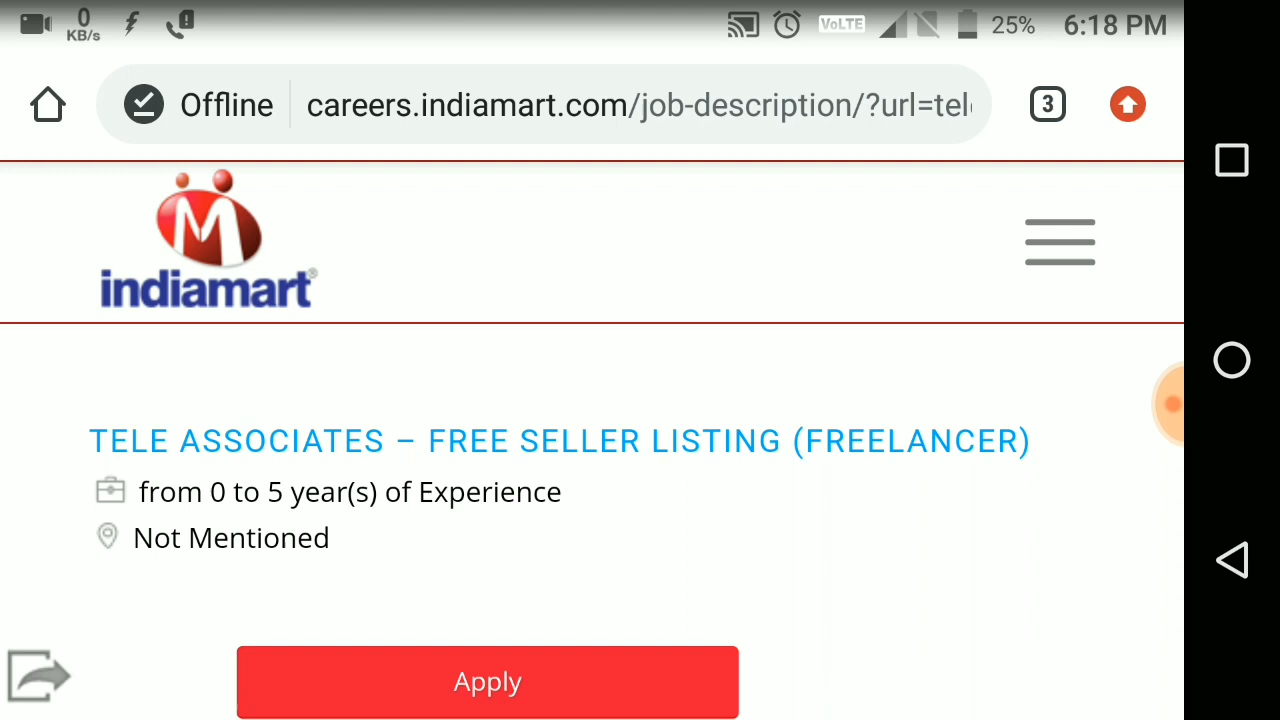 0
KB/s
VoLTE
25%
6:18 PM
Offline
careers.indiamart.com/job-description/?url=tel
3
indiamart®
TELE ASSOCIATES – FREE SELLER LISTING (FREELANCER)
from 0 to 5 year(s) of Experience
Not Mentioned
Apply